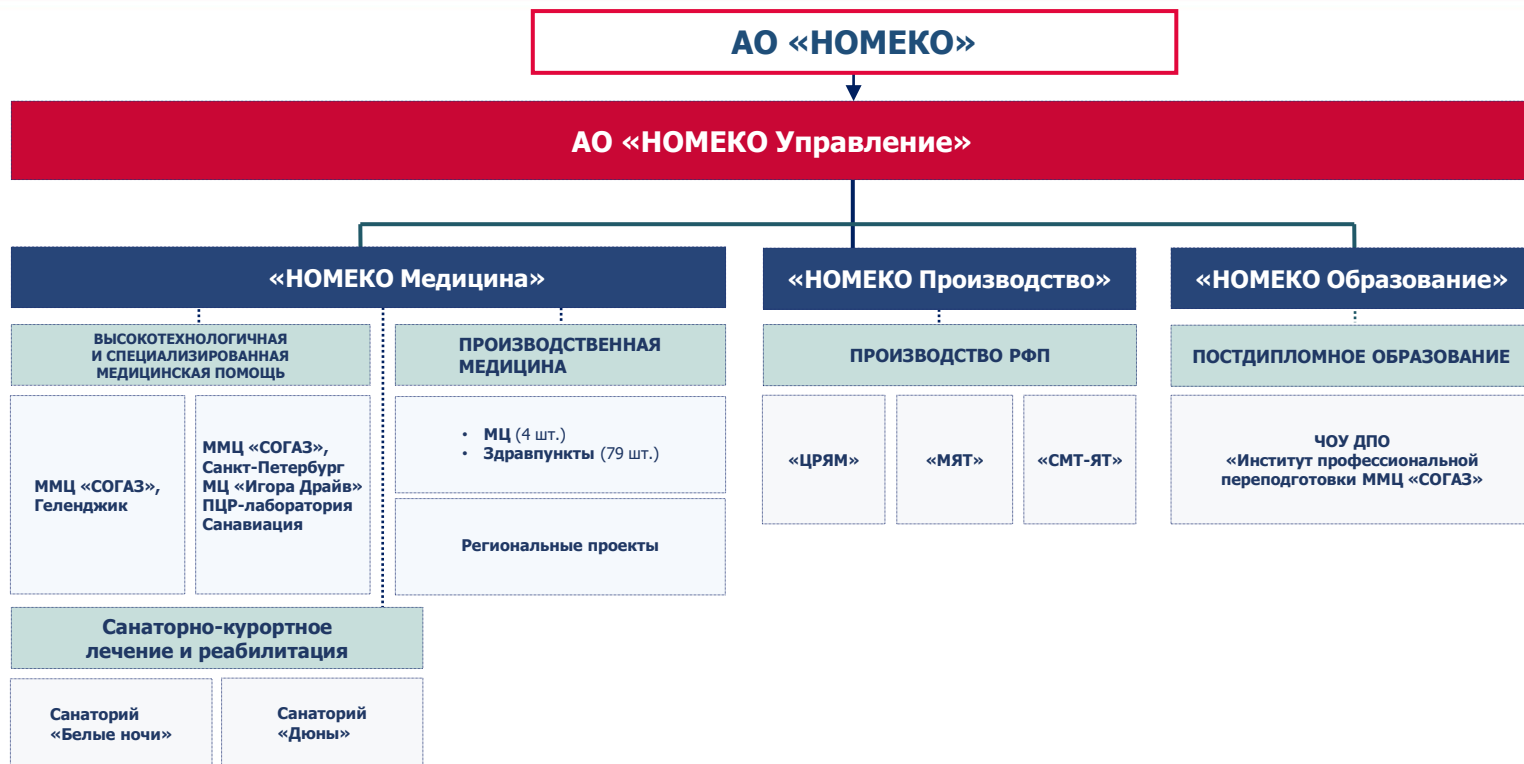 АО «НОМЕКО»
АО «НОМЕКО Управление»
«НОМЕКО Медицина»
«НОМЕКО Производство»
«НОМЕКО Образование»
ВЫСОКОТЕХНОЛОГИЧНАЯ
И СПЕЦИАЛИЗИРОВАННАЯ
МЕДИЦИНСКАЯ ПОМОЩЬ
ПРОИЗВОДСТВЕННАЯ
МЕДИЦИНА
ПРОИЗВОДСТВО РФП
ПОСТДИПЛОМНОЕ ОБРАЗОВАНИЕ
ММЦ «СОГАЗ»,
Геленджик
ММЦ «СОГАЗ»,
Санкт-Петербург
МЦ «Игора Драйв»
ПЦР-лаборатория
Санавиация
• МЦ (4 шт.)
• Здравпункты (79 шт.)
Региональные проекты
«ЦРЯМ»
«МЯТ»
«СМТ-ЯТ»
ЧОУ ДПО
«Институт профессиональной
переподготовки ММЦ «СОГАЗ»
Санаторно-курортное
лечение и реабилитация
Санаторий
«Белые ночи»
Санаторий
«Дюны»